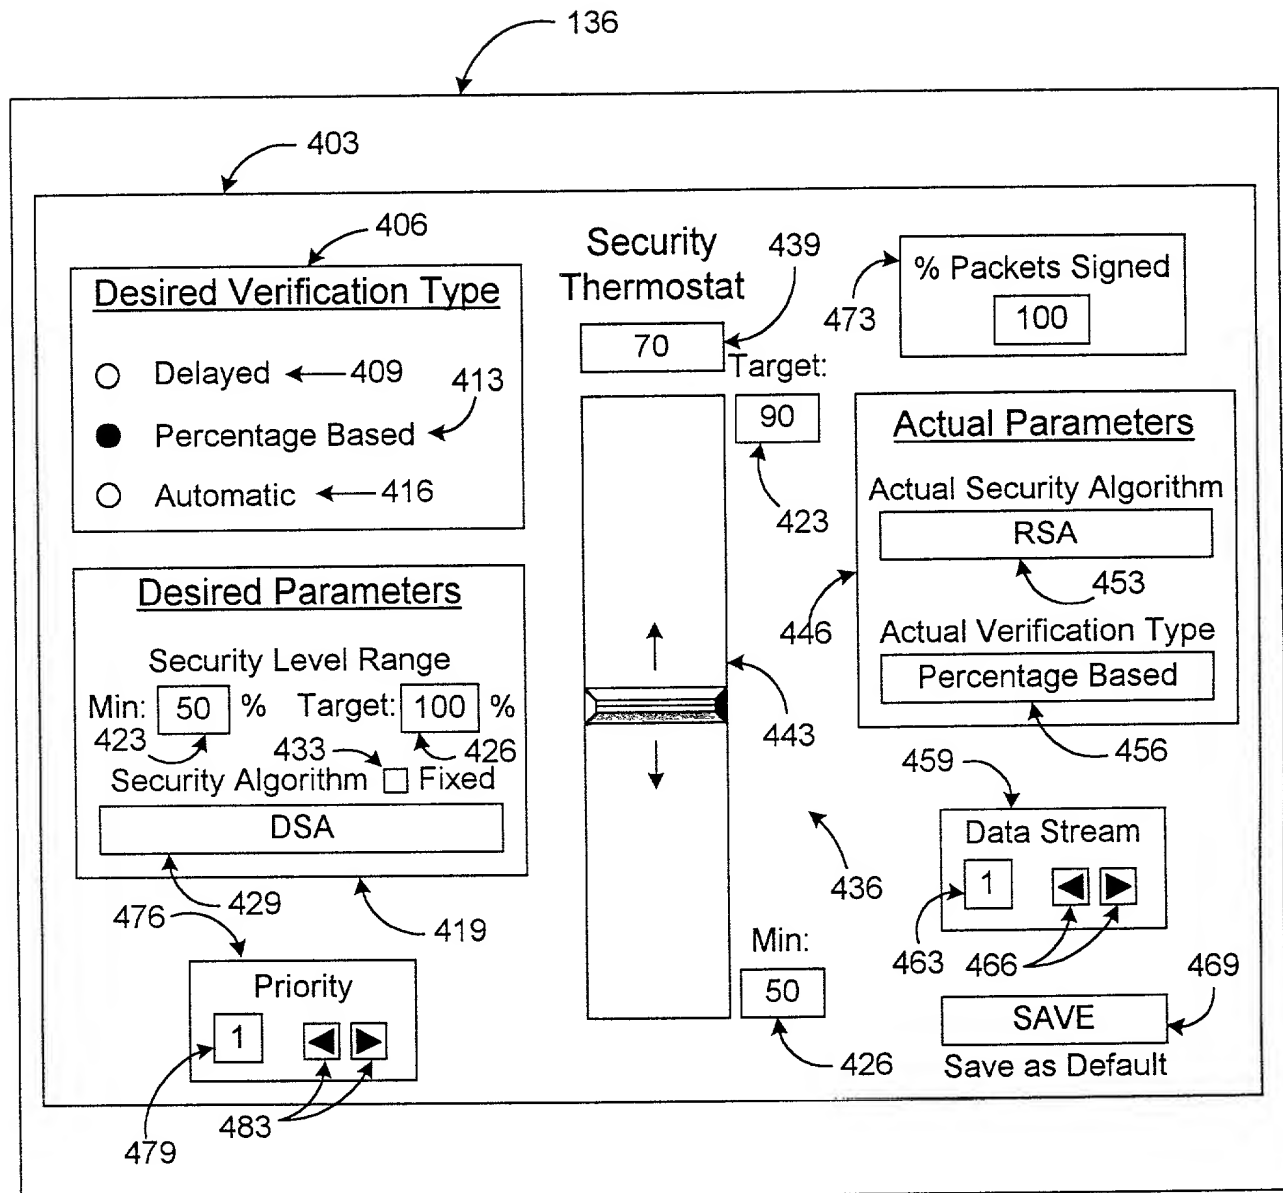 136
403
406
Desired Verification Type
Delayed 409
413
Percentage Based
Automatic 416
Desired Parameters
Security Level Range
Min: 50 % Target: 100 %
423 433 426
Security Algorithm Fixed
DSA
429 419
476
Priority
1
479 483
Security
Thermostat
439
70
Target:
90
423
443
436
Min:
50
426
% Packets Signed
473 100
Actual Parameters
Actual Security Algorithm
RSA
453
446
Actual Verification Type
Percentage Based
456
459
Data Stream
1
463 466
469
SAVE
Save as Default